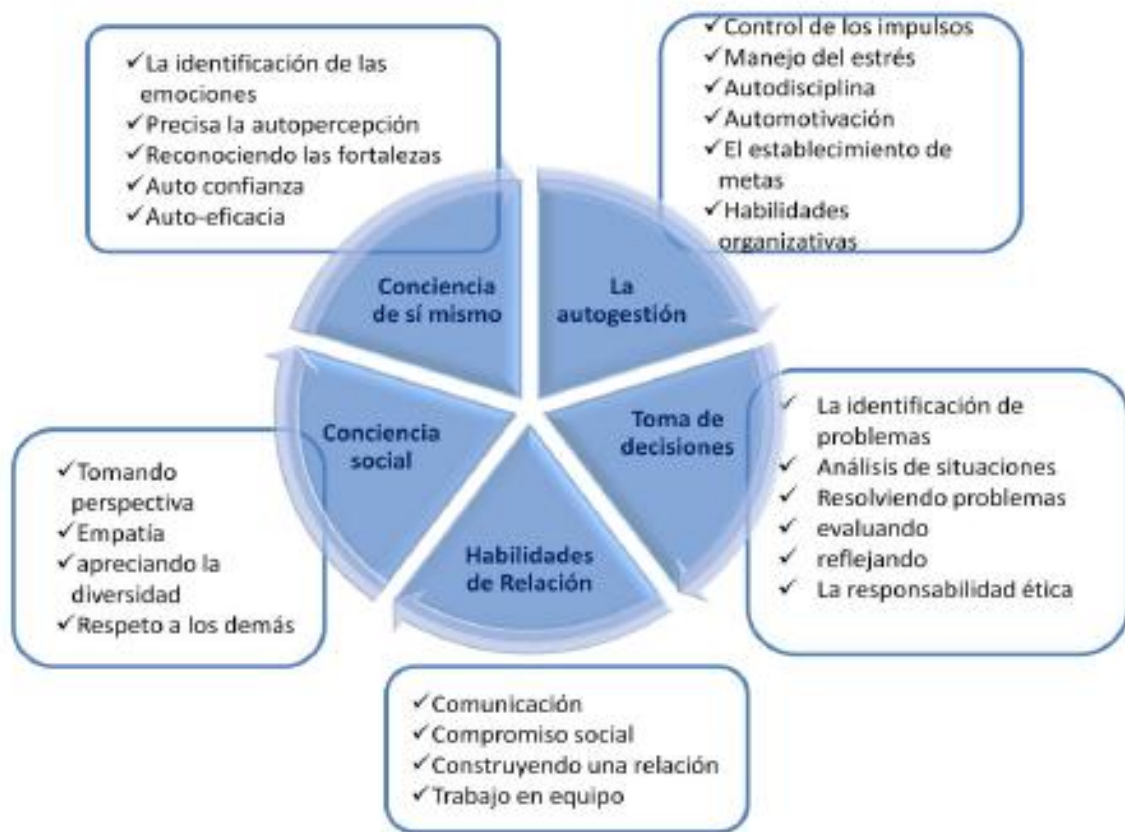 ✓La identificación de las
emociones
✓Precisa la autopercepción
✓Reconociendo las fortalezas
✓Auto confianza
✓Auto-eficacia
✓Control de los impulsos
✓Manejo del estrés
✓Autodisciplina
✓Automotivación
✓El establecimiento de
metas
✓Habilidades
organizativas
Conciencia
de sí mismo
La
autogestión
Conciencia
social
Toma de
decisiones
Habilidades
de Relación
✓Tomando
perspectiva
✓Empatía
✓apreciando la
diversidad
✓Respeto a los demás
✓ La identificación de
problemas
✓ Análisis de situaciones
✓ Resolviendo problemas
✓ evaluando
✓ reflejando
✓ La responsabilidad ética
✓Comunicación
✓Compromiso social
✓Construyendo una relación
✓Trabajo en equipo